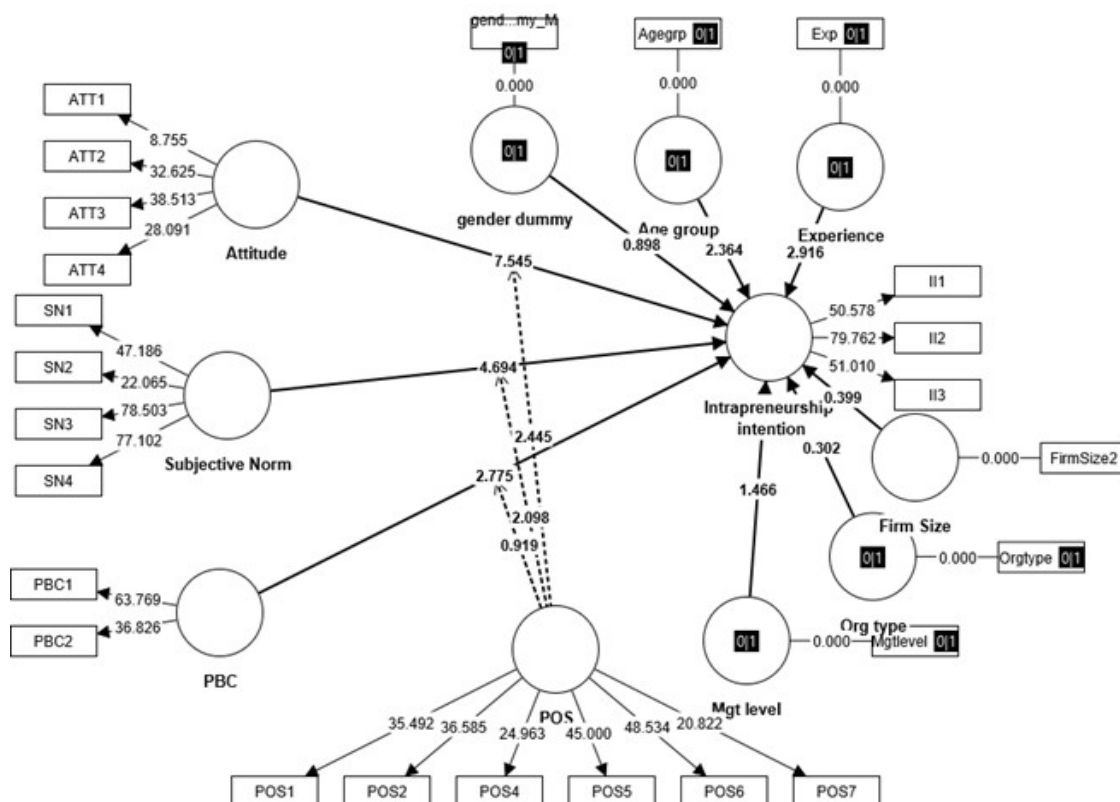 gend...my_M
0|1
Agegrp 0|1
Exp 0|1
0.000
0.000
0.000
0|1
0|1
0|1
gender dummy
Age group
Experience
0.898
2.364
2.916
ATT1
ATT2
ATT3
ATT4
8.755
32.625
38.513
28.091
Attitude
7.545
SN1
SN2
SN3
SN4
47.186
22.065
78.503
77.102
Subjective Norm
4.694
II1
II2
II3
50.578
79.762
51.010
Intrapreneurship
intention
0.399
0.302
1.466
2.445
2.775
2.098
0.919
PBC1
PBC2
63.769
36.826
PBC
Firm Size
0.000
FirmSize2
0|1
0.000
Orgtype 0|1
Org type
0|1
0.000
Mgtlevel 0|1
Mgt level
POS
35.492
36.585
24.963
45.000
48.534
20.822
POS1
POS2
POS4
POS5
POS6
POS7